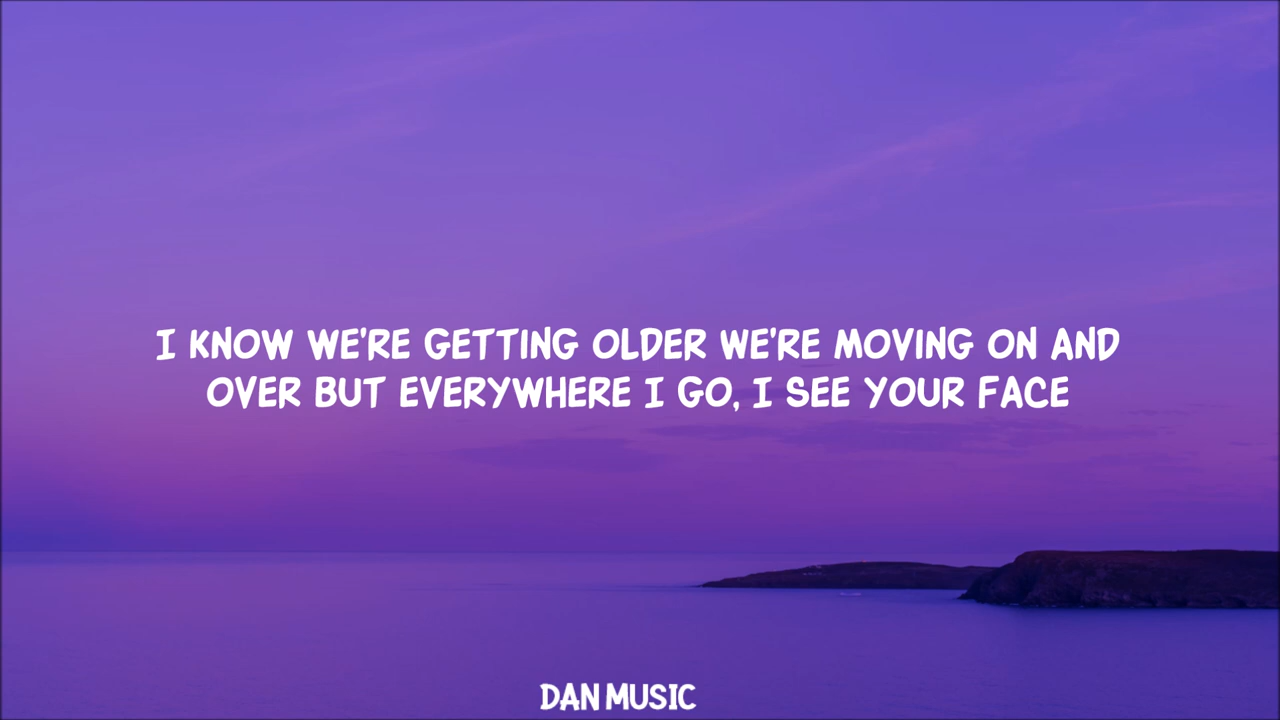 I KNOW WE'RE GETTING OLDER WE'RE MOVING ON AND
OVER BUT EVERYWHERE I GO, I SEE YOUR FACE
DAN MUSIC